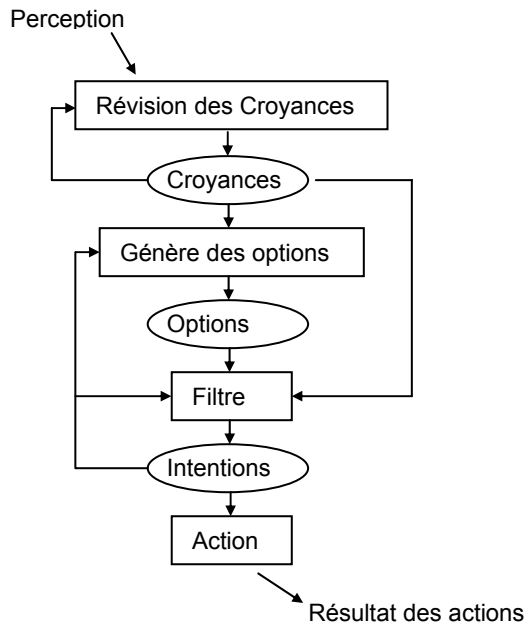 Perception
Révision des Croyances
Croyances
Génère des options
Options
Filtre
Intentions
Action
Résultat des actions